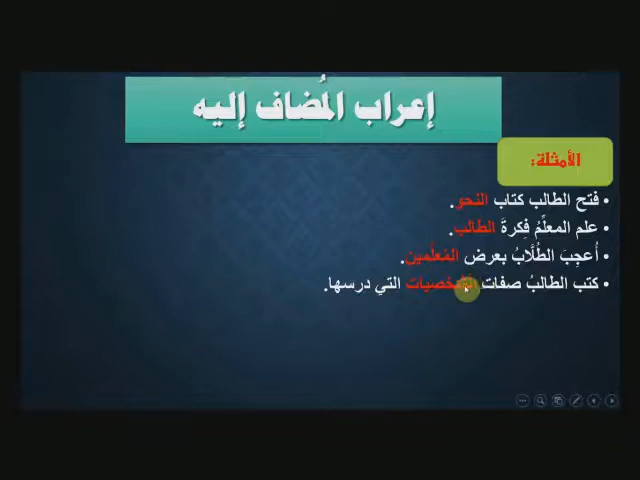 إعراب المُضاف إليه
الأمثلة:
• فتح الطالب كتاب النحو.
• علم المعلِّمُ فِكرةَ الطالب.
• أُعجِبَ الطُلَّابُ بعرض المُعلِّمين.
• كتب الطالبُ صفات الشخصيات التي درسها.